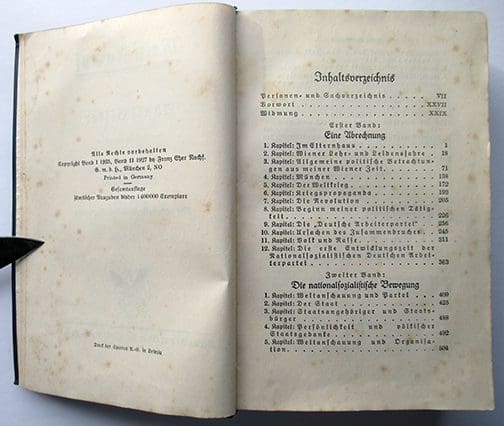 Alle Rechte vorbehalten
Copyright Band I 1925, Band II 1927 by Franz Eher Nachf.
G. m. b. H., München 2, NO
Printed in Germany
Gesamtauflage
sämtlicher Ausgaben bisher 1 400 000 Exemplare
Druck der Spamer A.-G. in Leipzig
Inhaltsverzeichnis
Personen- und Sachverzeichnis . . . VII
Vorwort . . . XXVII
Widmung . . . XXIX
Erster Band:
Eine Abrechnung
1. Kapitel: Im Elternhaus . . . 1
2. Kapitel: Wiener Lehr- und Leidensjahre . . . 18
3. Kapitel: Allgemeine politische Betrachtungen
aus meiner Wiener Zeit . . . 71
4. Kapitel: München . . . 138
5. Kapitel: Der Weltkrieg . . . 172
6. Kapitel: Kriegspropaganda . . . 193
7. Kapitel: Die Revolution . . . 205
8. Kapitel: Beginn meiner politischen Tätig-
keit . . . 226
9. Kapitel: Die „Deutsche Arbeiterpartei“ . . . 236
10. Kapitel: Ursachen des Zusammenbruches . . . 245
11. Kapitel: Volk und Rasse . . . 311
12. Kapitel: Die erste Entwicklungszeit der
Nationalsozialistischen Deutschen Arbei-
terpartei . . . 363
Zweiter Band:
Die nationalsozialistische Bewegung
1. Kapitel: Weltanschauung und Partei . . . 409
2. Kapitel: Der Staat . . . 425
3. Kapitel: Staatsangehöriger und Staats-
bürger . . . 488
4. Kapitel: Persönlichkeit und völkischer
Staatsgedanke . . . 492
5. Kapitel: Weltanschauung und Organisa-
tion . . . 504